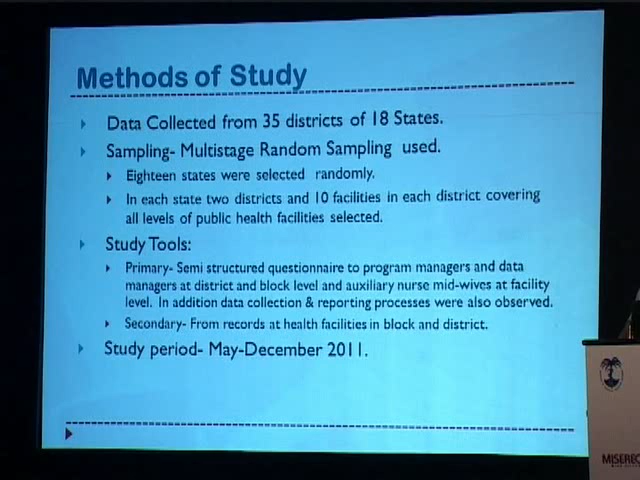 Methods of Study
Data Collected from 35 districts of 18 States.
Sampling- Multistage Random Sampling used.
Eighteen states were selected randomly.
In each state two districts and 10 facilities in each district covering
all levels of public health facilities selected.
Study Tools:
Primary- Semi structured questionnaire to program managers and data
managers at district and block level and auxiliary nurse mid-wives at facility
level. In addition data collection & reporting processes were also observed.
Secondary- From records at health facilities in block and district.
Study period- May-December 2011.